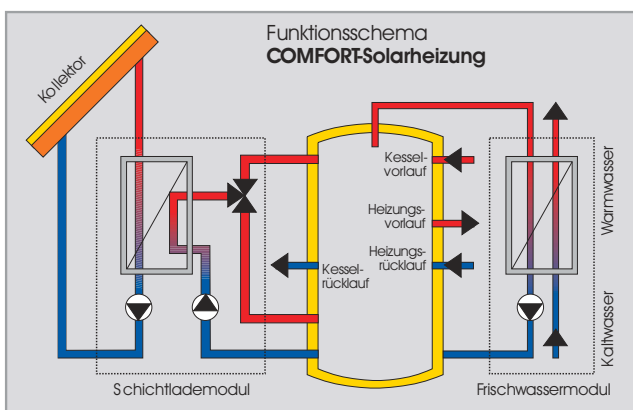 Funktionsschema
COMFORT-Solarheizung
Kollektor
Kessel-
vorlauf
Heizungs-
vorlauf
Heizungs-
rücklauf
Kessel-
rücklauf
Warmwasser
Kaltwasser
Schichtlademodul
Frischwassermodul